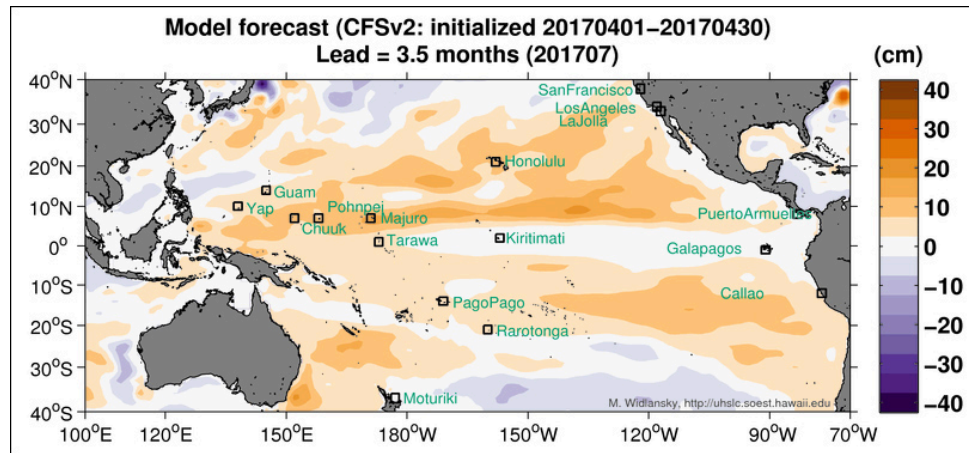 Model forecast (CFSv2: initialized 20170401−20170430)
Lead = 3.5 months (201707)
(cm)
40°N
30°N
20°N
10°N
0°
10°S
20°S
30°S
40°S
SanFrancisco
LosAngeles
LaJolla
Honolulu
Guam
Yap
Pohnpei
Chuuk
Majuro
PuertoArmuelles
Tarawa
Kiritimati
Galapagos
Callao
PagoPago
Rarotonga
Moturiki
M. Widlansky, http://uhslc.soest.hawaii.edu
100°E
120°E
150°E
180°W
150°W
120°W
90°W
70°W
40
30
20
10
0
−10
−20
−30
−40